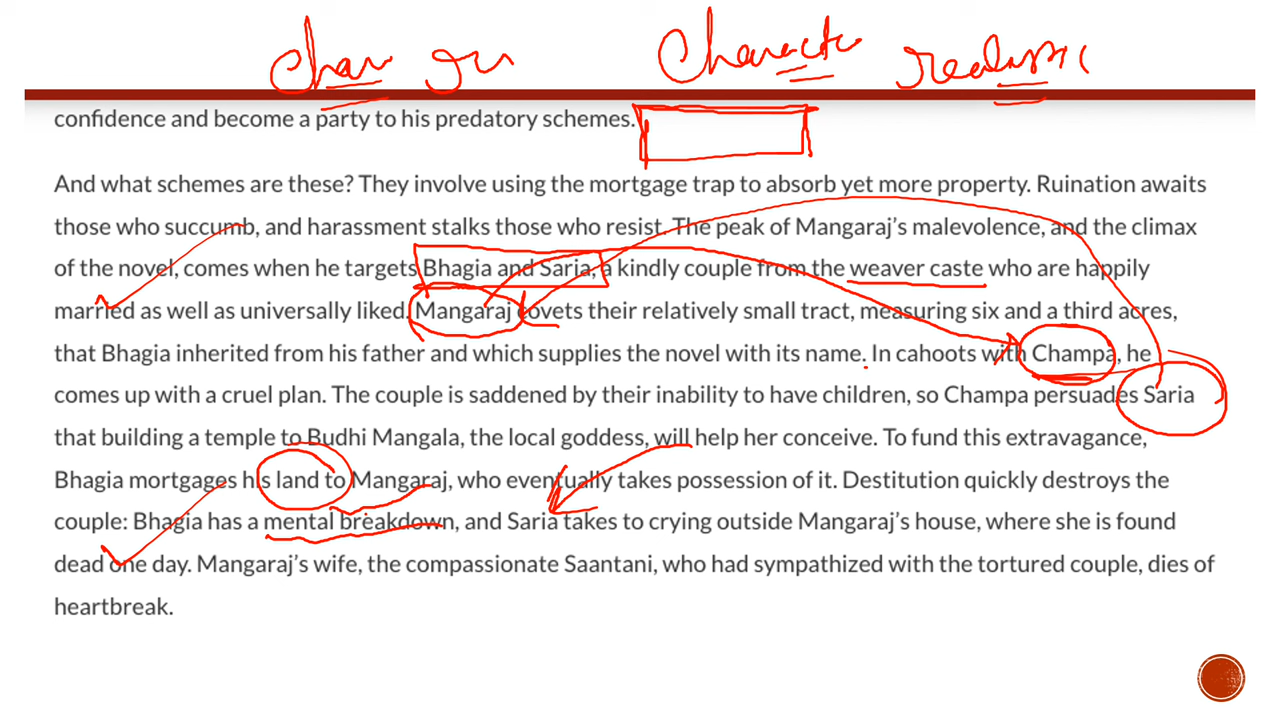 Realistic
confidence and become a party to his predatory schemes.
And what schemes are these? They involve using the mortgage trap to absorb yet more property. Ruination awaits
those who succumb, and harassment stalks those who resist. The peak of Mangaraj’s malevolence, and the climax
of the novel, comes when he targets Bhagia and Saria, a kindly couple from the weaver caste who are happily
married as well as universally liked. Mangaraj covets their relatively small tract, measuring six and a third acres,
that Bhagia inherited from his father and which supplies the novel with its name. In cahoots with Champa, he
comes up with a cruel plan. The couple is saddened by their inability to have children, so Champa persuades Saria
that building a temple to Budhi Mangala, the local goddess, will help her conceive. To fund this extravagance,
Bhagia mortgages his land to Mangaraj, who eventually takes possession of it. Destitution quickly destroys the
couple: Bhagia has a mental breakdown, and Saria takes to crying outside Mangaraj’s house, where she is found
dead one day. Mangaraj’s wife, the compassionate Saantani, who had sympathized with the tortured couple, dies of
heartbreak.